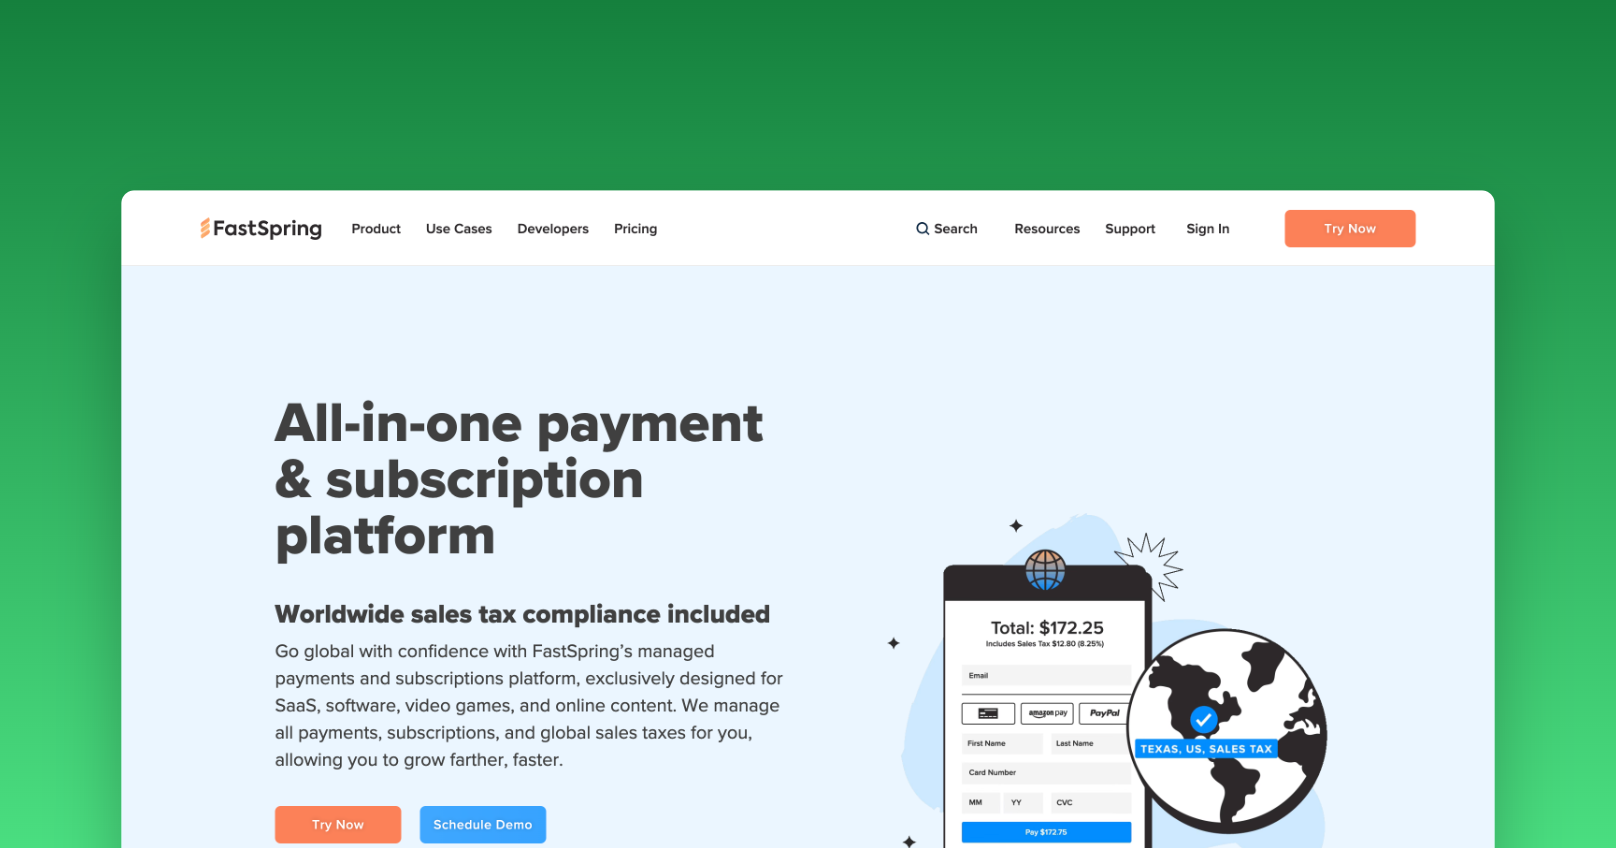 FastSpring
Product
Use Cases
Developers
Pricing
Search
Resources
Support
Sign In
Try Now
All-in-one payment
& subscription
platform
Worldwide sales tax compliance included
Go global with confidence with FastSpring’s managed
payments and subscriptions platform, exclusively designed for
SaaS, software, video games, and online content. We manage
all payments, subscriptions, and global sales taxes for you,
allowing you to grow farther, faster.
Try Now
Schedule Demo
Total: $172.25
Includes Sales Tax $12.80 (8.25%)
Email
amazon pay
PayPal
First Name
Last Name
Card Number
MM
YY
CVC
Pay $172.75
TEXAS, US, SALES TAX